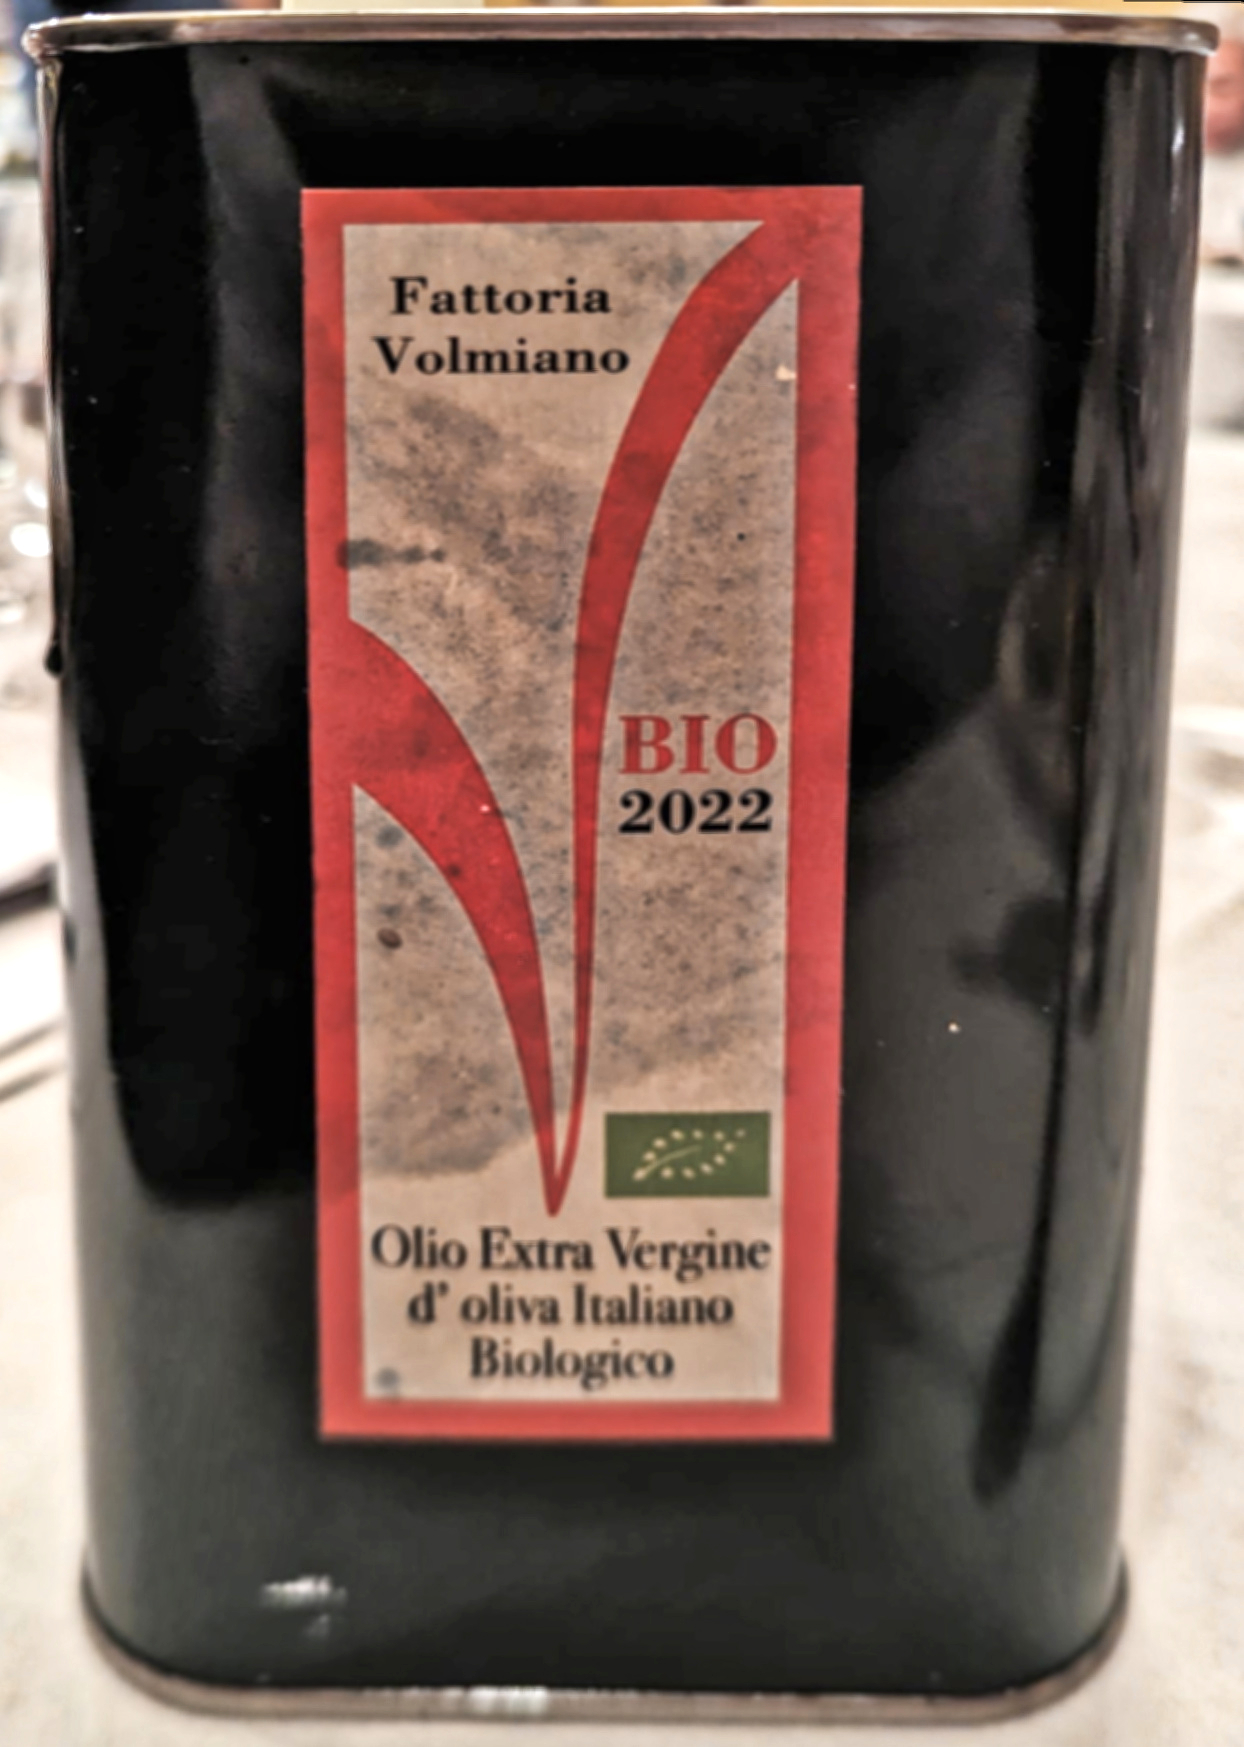 Fattoria
Volmiano
BIO
2022
Olio Extra Vergine
d' oliva Italiano
Biologico